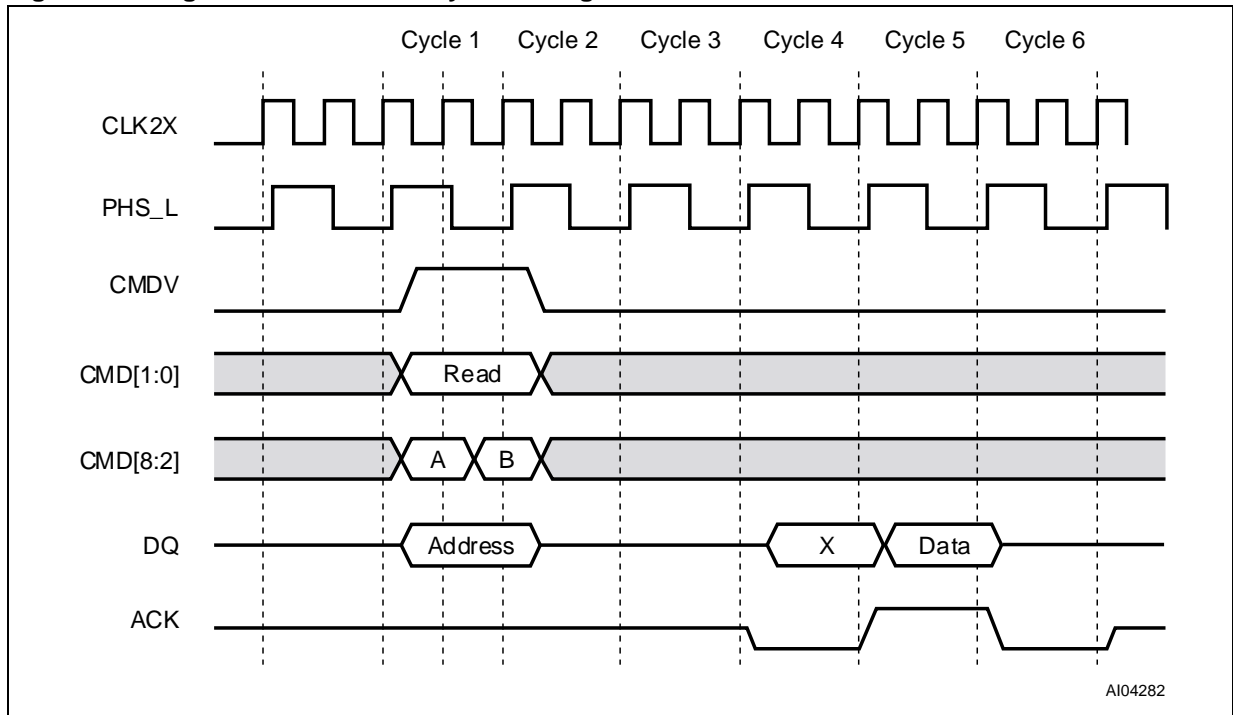 Cycle 1 Cycle 2 Cycle 3 Cycle 4 Cycle 5 Cycle 6
CLK2X
PHS_L
CMDV
CMD[1:0] Read
CMD[8:2] A B
DQ Address X Data
ACK
AI04282